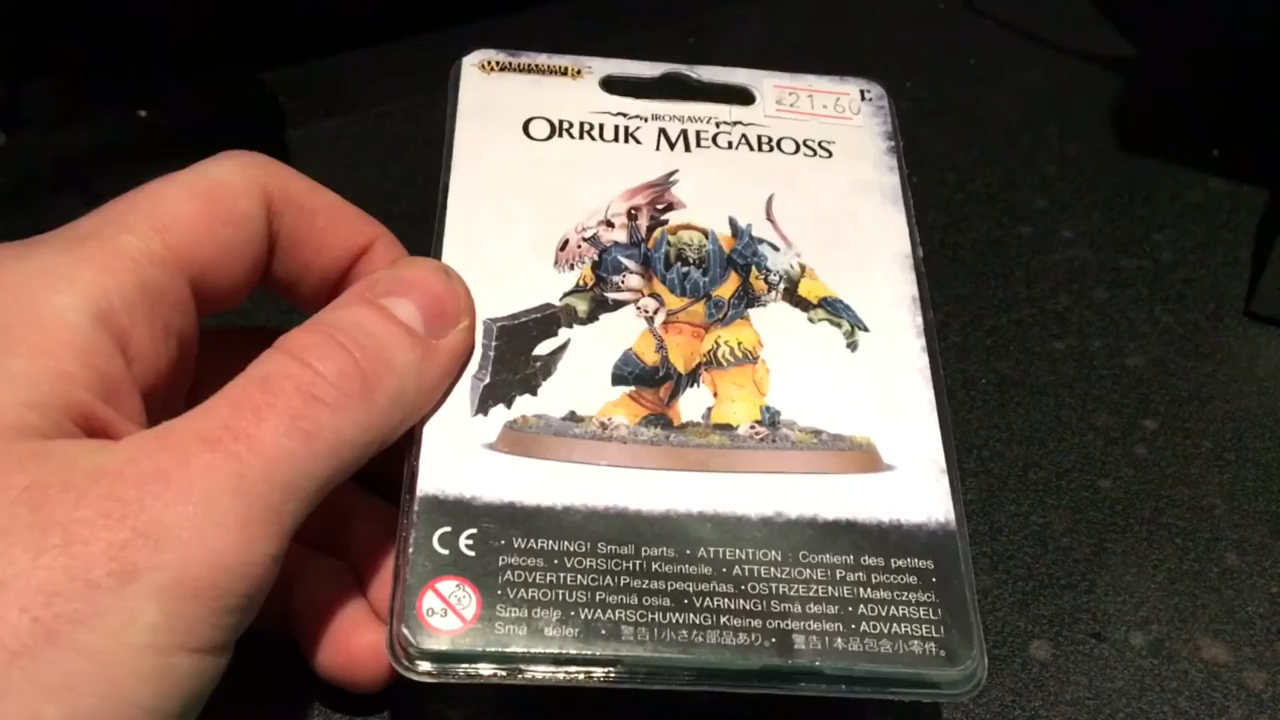 WARHAMMER
£21.60
IRONJAWZ
ORRUK MEGABOSS
CE
0-3
• WARNING! Small parts. • ATTENTION : Contient des petites
pièces. • VORSICHT! Kleinteile. • ATTENZIONE! Parti piccole. •
¡ADVERTENCIA! Piezas pequeñas. • OSTRZEŻENIE! Małe części.
• VAROITUS! Pieniä osia. • VARNING! Små delar. • ADVARSEL!
Små dele. • WAARSCHUWING! Kleine onderdelen. • ADVARSEL!
Små deler. • 警告!小さな部品あり。• 警告!本品包含小零件。